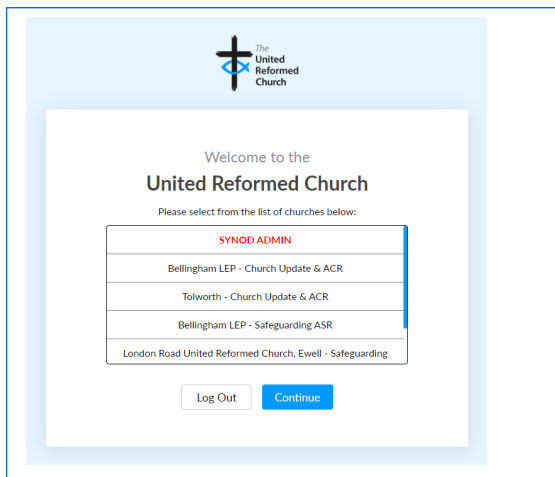 The
United
Reformed
Church
Welcome to the
United Reformed Church
Please select from the list of churches below:
SYNOD ADMIN
Bellingham LEP - Church Update & ACR
Tolworth - Church Update & ACR
Bellingham LEP - Safeguarding ASR
London Road United Reformed Church, Ewell - Safeguarding
Log Out Continue